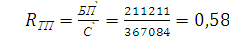 R_ТП = БП` / С` = 211211 / 367084 = 0,58